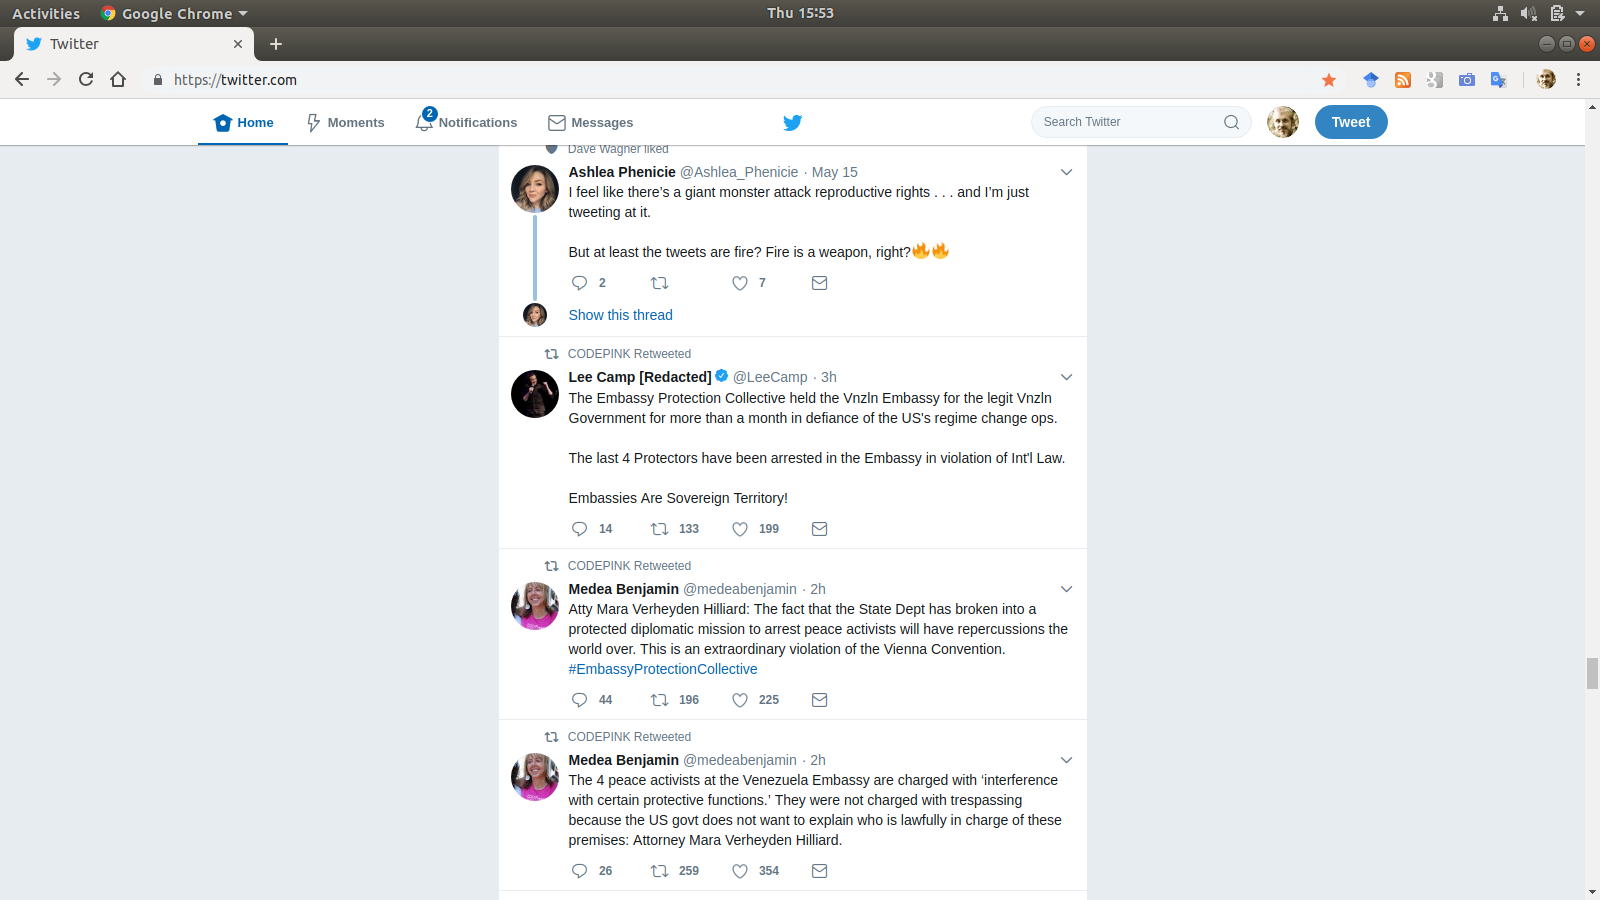 Activities Google Chrome Thu 15:53
Twitter
https://twitter.com
Home Moments 2 Notifications Messages Search Twitter Tweet
Dave Wagner liked
Ashlea Phenicie @Ashlea_Phenicie · May 15
I feel like there’s a giant monster attack reproductive rights . . . and I’m just
tweeting at it.
But at least the tweets are fire? Fire is a weapon, right?🔥🔥
2 7
Show this thread
CODEPINK Retweeted
Lee Camp [Redacted] @LeeCamp · 3h
The Embassy Protection Collective held the Vnzln Embassy for the legit Vnzln
Government for more than a month in defiance of the US's regime change ops.
The last 4 Protectors have been arrested in the Embassy in violation of Int'l Law.
Embassies Are Sovereign Territory!
14 133 199
CODEPINK Retweeted
Medea Benjamin @medeabenjamin · 2h
Atty Mara Verheyden Hilliard: The fact that the State Dept has broken into a
protected diplomatic mission to arrest peace activists will have repercussions the
world over. This is an extraordinary violation of the Vienna Convention.
#EmbassyProtectionCollective
44 196 225
CODEPINK Retweeted
Medea Benjamin @medeabenjamin · 2h
The 4 peace activists at the Venezuela Embassy are charged with ‘interference
with certain protective functions.’ They were not charged with trespassing
because the US govt does not want to explain who is lawfully in charge of these
premises: Attorney Mara Verheyden Hilliard.
26 259 354